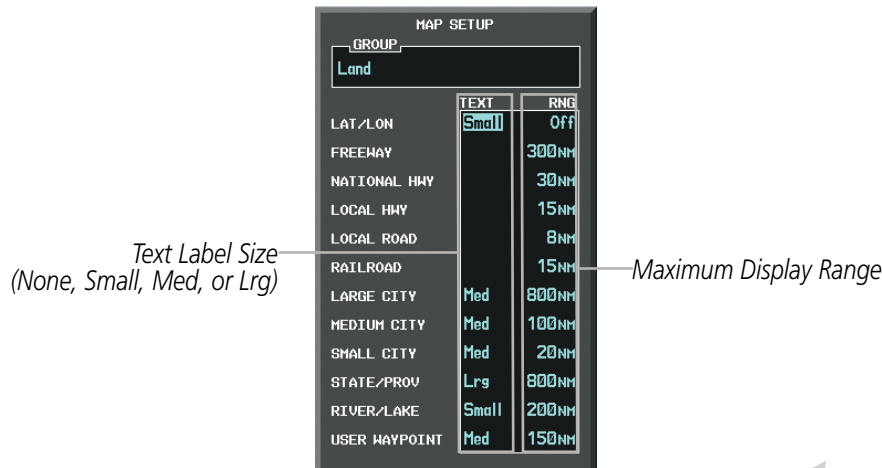 MAP SETUP
GROUP
Land
TEXT RNG
LAT/LON Small Off
FREEWAY 300NM
NATIONAL HWY 30NM
LOCAL HWY 15NM
LOCAL ROAD 8NM
RAILROAD 15NM
LARGE CITY Med 800NM
MEDIUM CITY Med 100NM
SMALL CITY Med 20NM
STATE/PROV Lrg 800NM
RIVER/LAKE Small 200NM
USER WAYPOINT Med 150NM
Text Label Size
(None, Small, Med, or Lrg)
Maximum Display Range